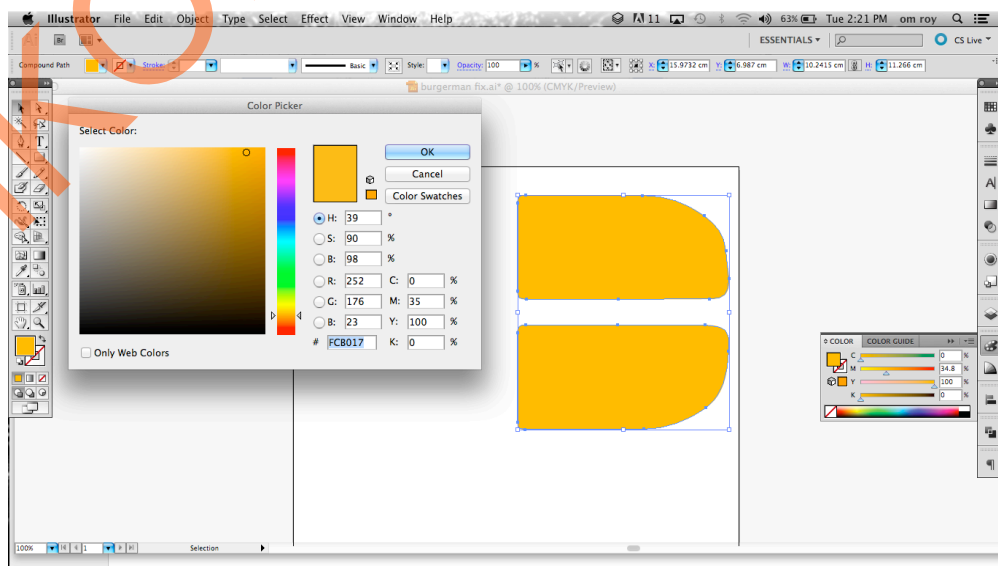 Illustrator File Edit Object Type Select Effect View Window Help 11 63% Tue 2:21 PM om roy
Br ESSENTIALS CS Live
Compound Path Stroke: Basic Style: Opacity: 100 % X: 15.9732 cm Y: 6.987 cm W: 10.2415 cm H: 11.266 cm
burgerman fix.ai* @ 100% (CMYK/Preview)
Color Picker
Select Color:
OK
Cancel
Color Swatches
H: 39 °
S: 90 %
B: 98 %
R: 252 C: 0 %
G: 176 M: 35 %
B: 23 Y: 100 %
# FCB017 K: 0 %
Only Web Colors
COLOR COLOR GUIDE
C 0 %
M 34.8 %
Y 100 %
K 0 %
100% 1 Selection